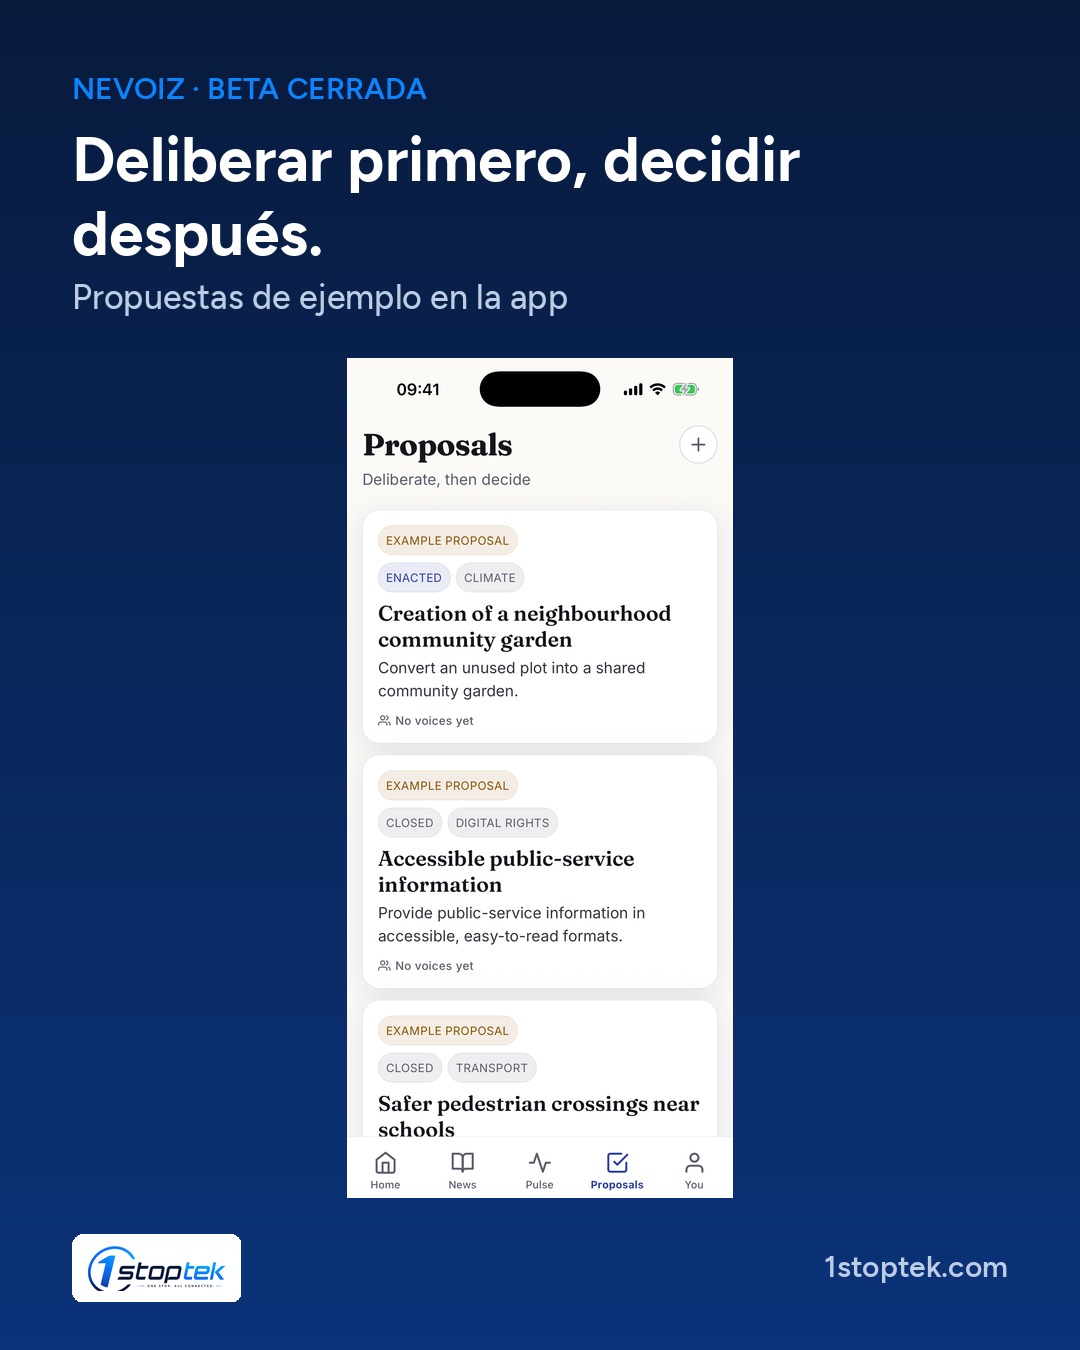 NEVOIZ · BETA CERRADA
Deliberar primero, decidir
después.
Propuestas de ejemplo en la app
09:41
Proposals
Deliberate, then decide
EXAMPLE PROPOSAL
ENACTED CLIMATE
Creation of a neighbourhood
community garden
Convert an unused plot into a shared
community garden.
No voices yet
EXAMPLE PROPOSAL
CLOSED DIGITAL RIGHTS
Accessible public-service
information
Provide public-service information in
accessible, easy-to-read formats.
No voices yet
EXAMPLE PROPOSAL
CLOSED TRANSPORT
Safer pedestrian crossings near
schools
Home News Pulse Proposals You
1stoptek
ONE STOP. ALL CONNECTED.
1stoptek.com